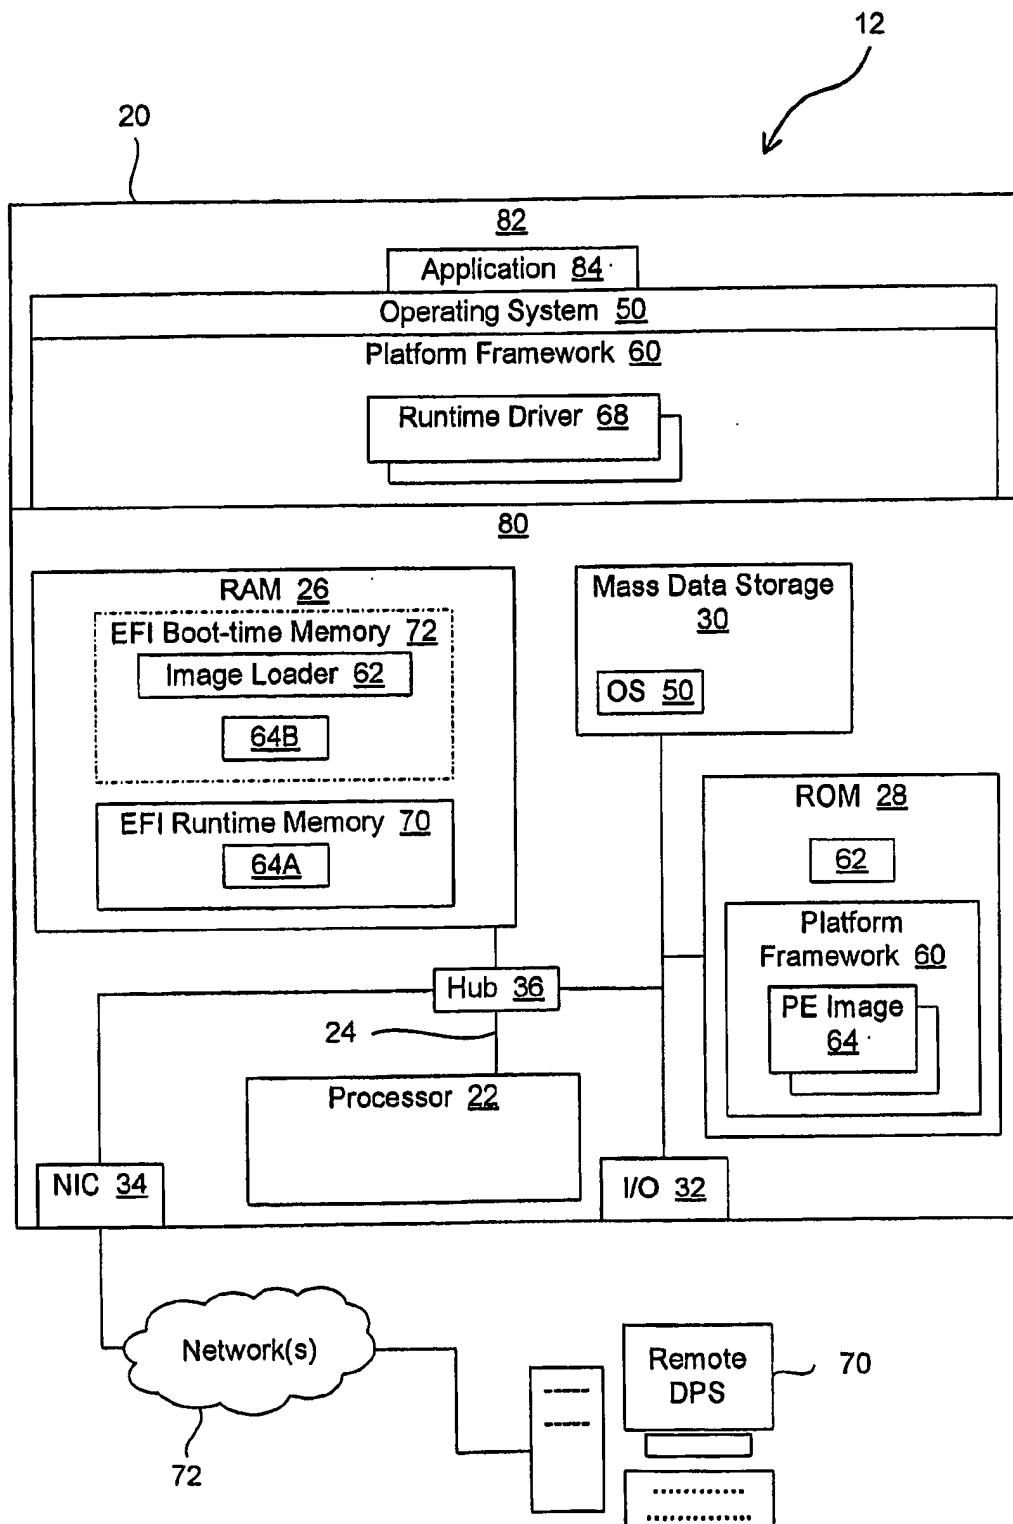 12
20
82
Application 84
Operating System 50
Platform Framework 60
Runtime Driver 68
80
RAM 26
EFI Boot-time Memory 72
Image Loader 62
64B
EFI Runtime Memory 70
64A
Mass Data Storage
30
OS 50
ROM 28
62
Platform
Framework 60
PE Image
64
Hub 36
24
Processor 22
NIC 34
I/O 32
Network(s)
72
Remote
DPS
70